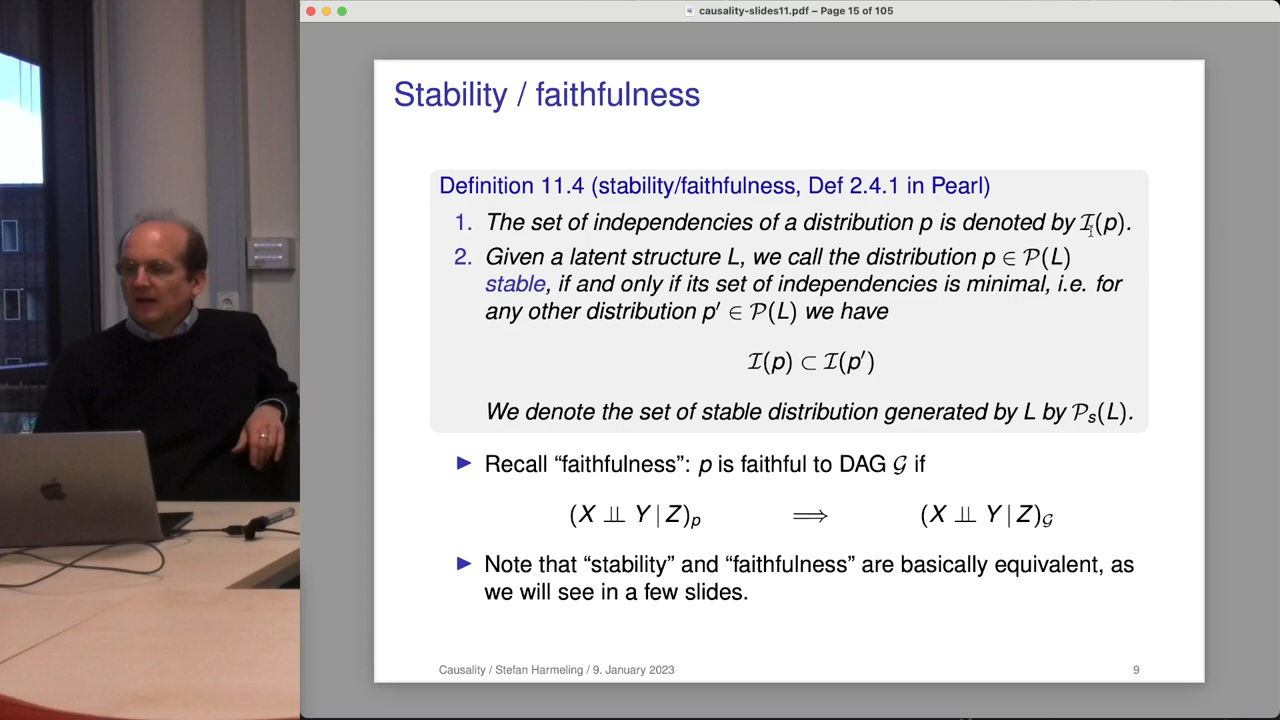 causality-slides11.pdf – Page 15 of 105
Stability / faithfulness
Definition 11.4 (stability/faithfulness, Def 2.4.1 in Pearl)
1. The set of independencies of a distribution p is denoted by ℐ(p).
2. Given a latent structure L, we call the distribution p ∈ 𝒫(L)
stable, if and only if its set of independencies is minimal, i.e. for
any other distribution p′ ∈ 𝒫(L) we have
ℐ(p) ⊂ ℐ(p′)
We denote the set of stable distribution generated by L by 𝒫ₛ(L).
▶ Recall “faithfulness”: p is faithful to DAG 𝒢 if
(X ⫫ Y | Z)ₚ ⟹ (X ⫫ Y | Z)𝒢
▶ Note that “stability” and “faithfulness” are basically equivalent, as
we will see in a few slides.
Causality / Stefan Harmeling / 9. January 2023 9